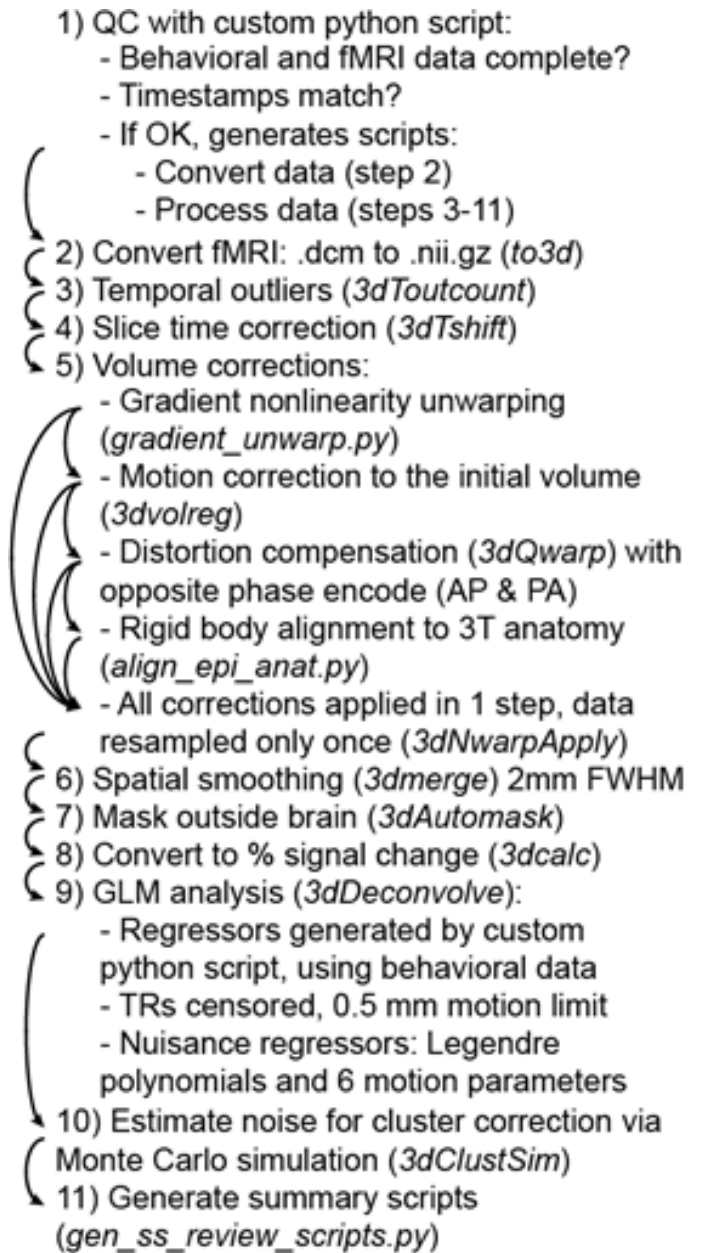 1) QC with custom python script:
- Behavioral and fMRI data complete?
- Timestamps match?
- If OK, generates scripts:
- Convert data (step 2)
- Process data (steps 3-11)
2) Convert fMRI: .dcm to .nii.gz (to3d)
3) Temporal outliers (3dToutcount)
4) Slice time correction (3dTshift)
5) Volume corrections:
- Gradient nonlinearity unwarping
(gradient_unwarp.py)
- Motion correction to the initial volume
(3dvolreg)
- Distortion compensation (3dQwarp) with
opposite phase encode (AP & PA)
- Rigid body alignment to 3T anatomy
(align_epi_anat.py)
- All corrections applied in 1 step, data
resampled only once (3dNwarpApply)
6) Spatial smoothing (3dmerge) 2mm FWHM
7) Mask outside brain (3dAutomask)
8) Convert to % signal change (3dcalc)
9) GLM analysis (3dDeconvolve):
- Regressors generated by custom
python script, using behavioral data
- TRs censored, 0.5 mm motion limit
- Nuisance regressors: Legendre
polynomials and 6 motion parameters
10) Estimate noise for cluster correction via
Monte Carlo simulation (3dClustSim)
11) Generate summary scripts
(gen_ss_review_scripts.py)